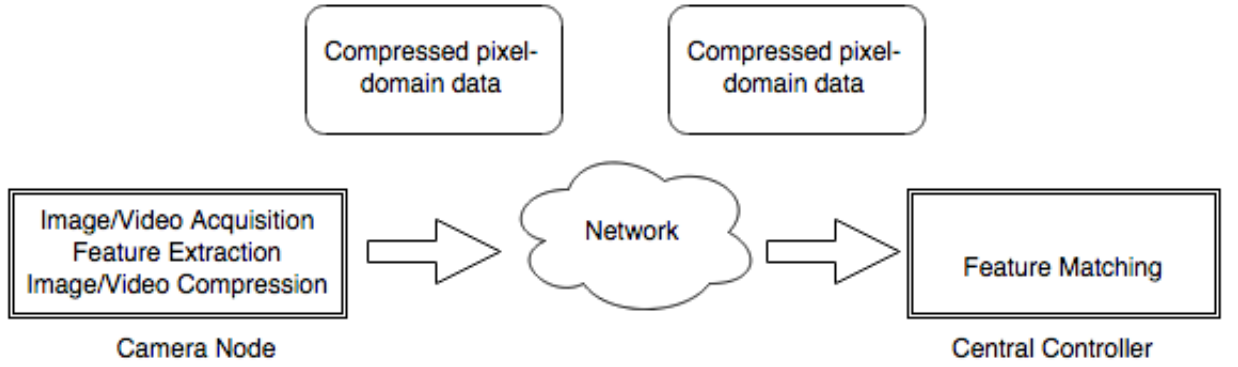 Compressed pixel-
domain data
Compressed pixel-
domain data
Image/Video Acquisition
Feature Extraction
Image/Video Compression
Network
Feature Matching
Camera Node
Central Controller